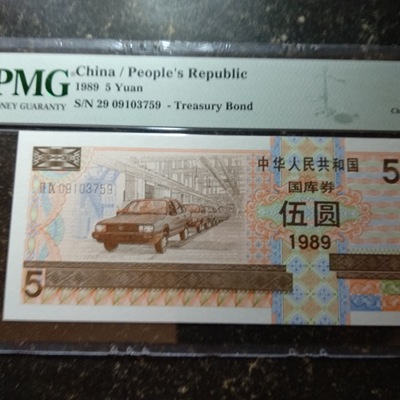 PMG China / People's Republic
1989 5 Yuan
NEY GUARANTY
S/N 29 09103759 - Treasury Bond
中华人民共和国
5
09103759
国库券
伍圆
1989
5